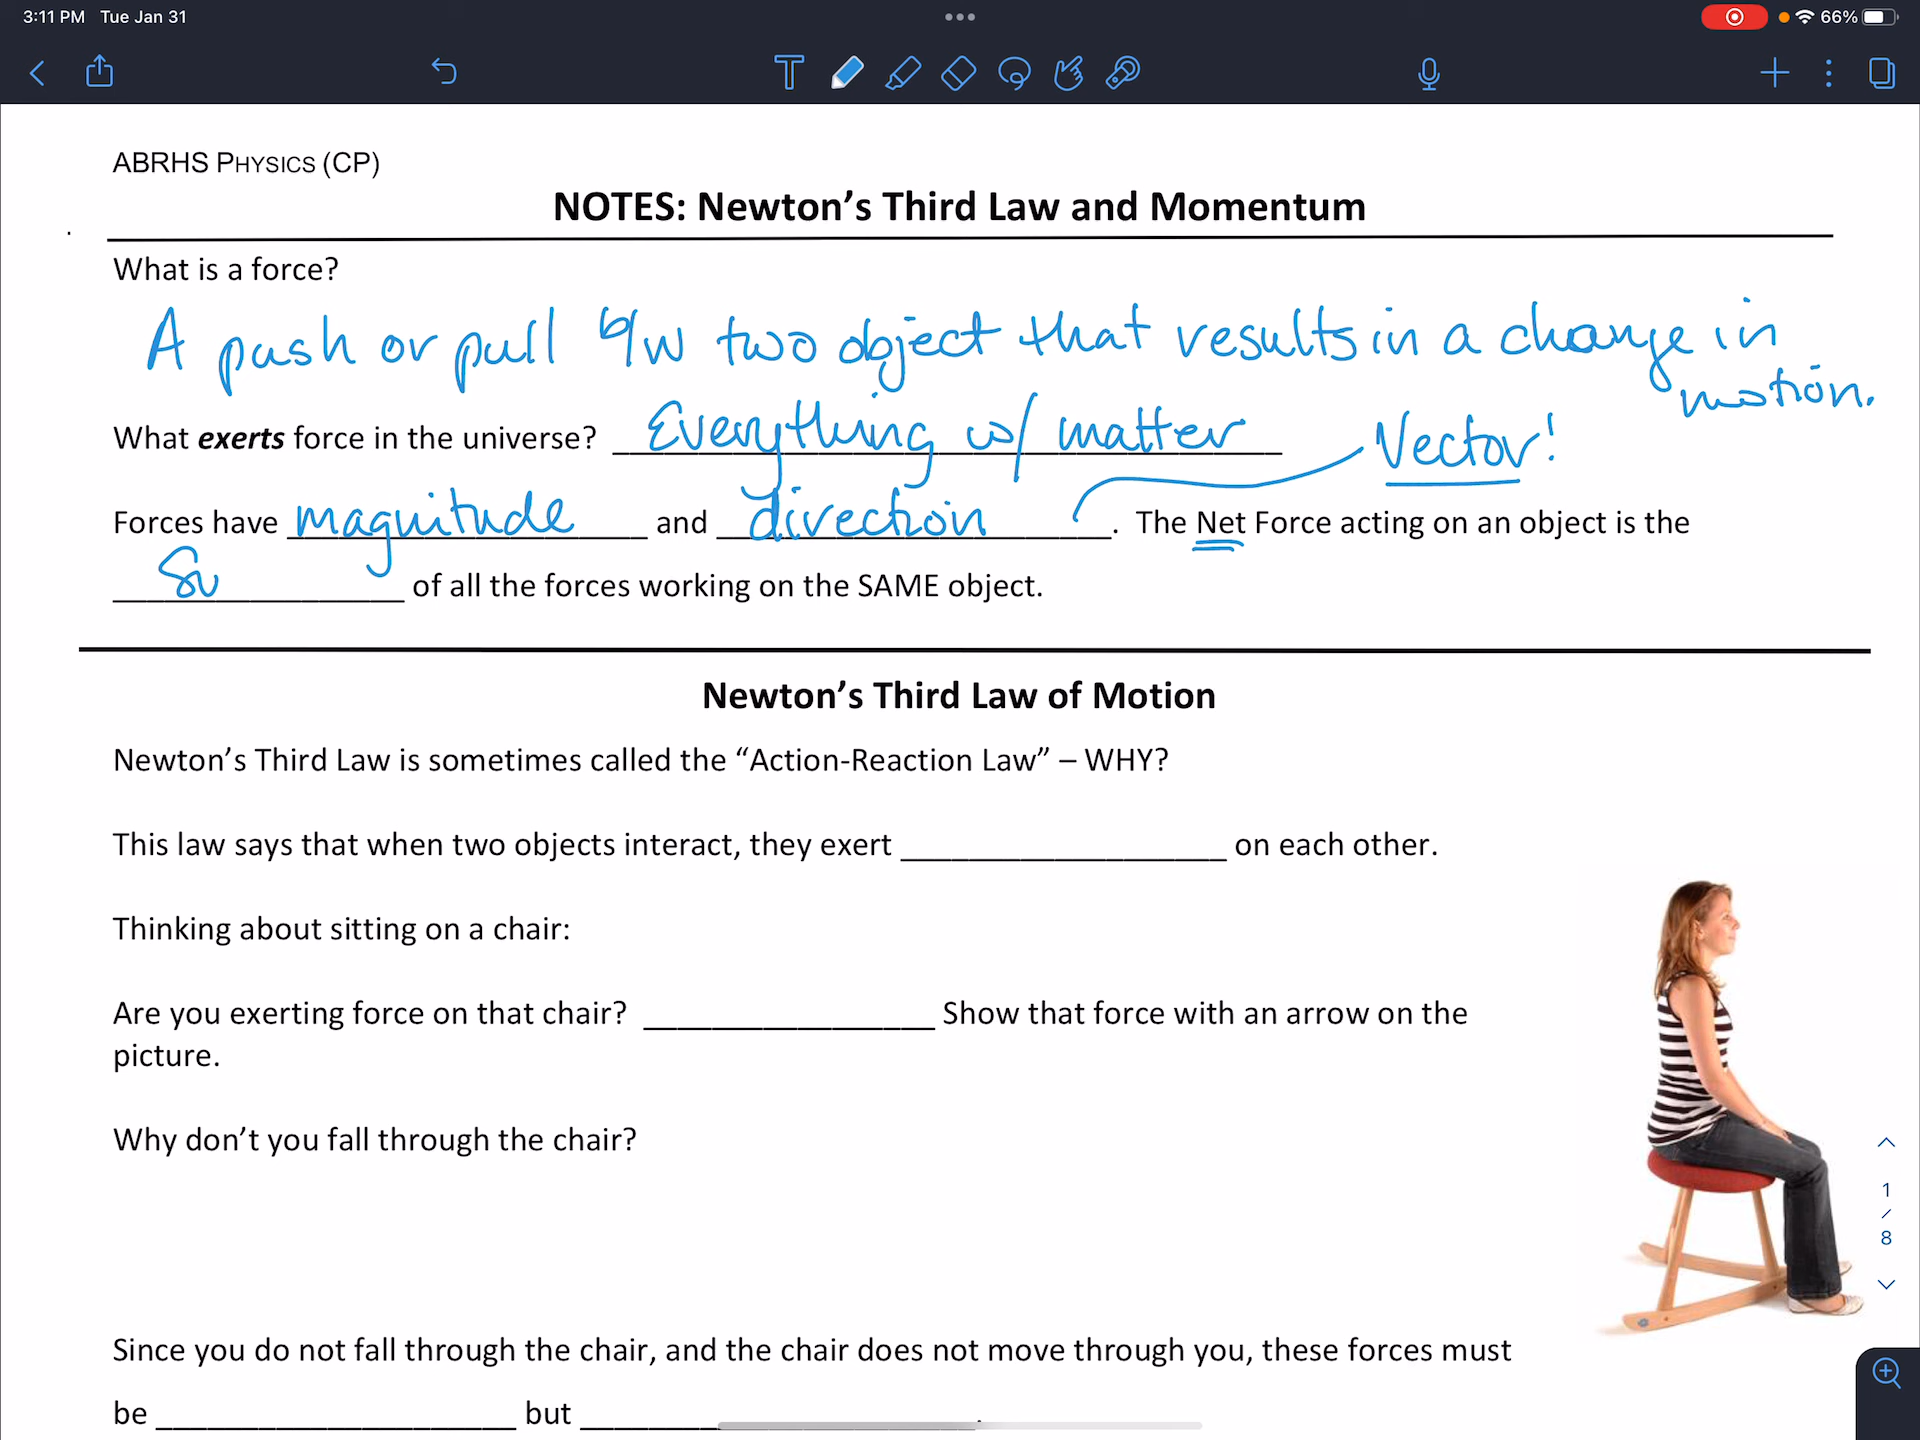 3:11 PM Tue Jan 31
66%
ABRHS PHYSICS (CP)
NOTES: Newton's Third Law and Momentum
What is a force?
A push or pull b/w two object that results in a change in
motion.
What exerts force in the universe? Everything w/ matter Vector!
Forces have magnitude and direction. The Net Force acting on an object is the
Su of all the forces working on the SAME object.
Newton's Third Law of Motion
Newton's Third Law is sometimes called the “Action-Reaction Law” – WHY?
This law says that when two objects interact, they exert ___________________ on each other.
Thinking about sitting on a chair:
Are you exerting force on that chair? _________________ Show that force with an arrow on the
picture.
Why don't you fall through the chair?
Since you do not fall through the chair, and the chair does not move through you, these forces must
be _____________________ but _______________________.
1
/
8